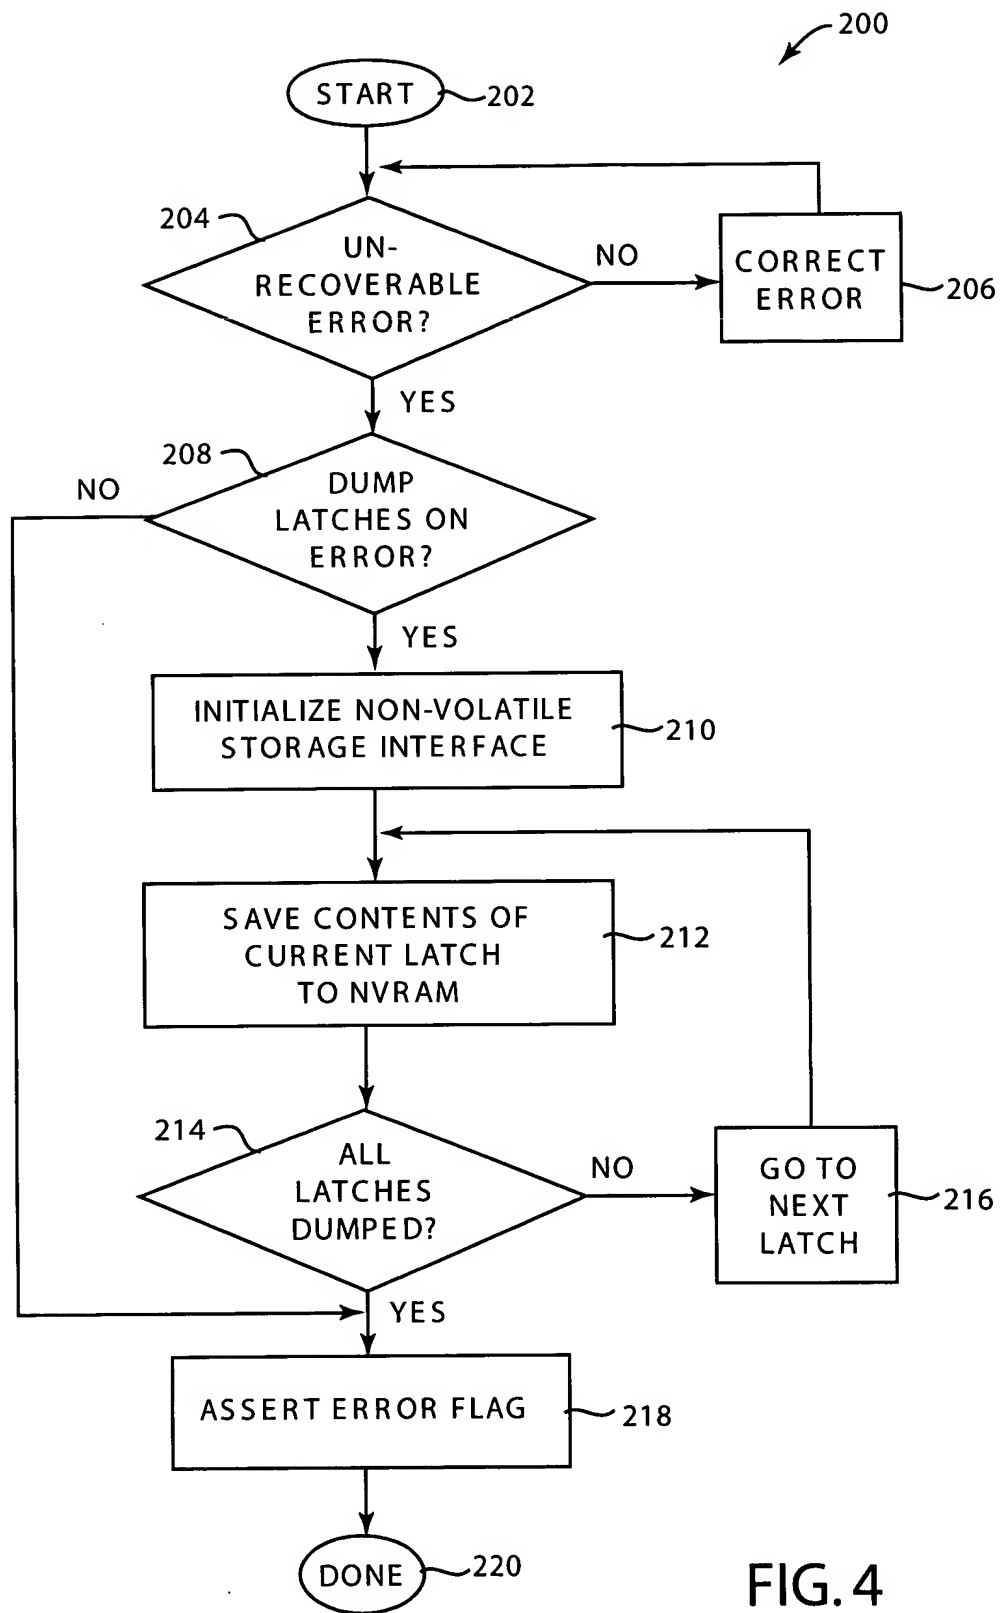 200
START
202
204
UN-
RECOVERABLE
ERROR?
NO
CORRECT
ERROR
206
YES
208
NO
DUMP
LATCHES ON
ERROR?
YES
INITIALIZE NON-VOLATILE
STORAGE INTERFACE
210
SAVE CONTENTS OF
CURRENT LATCH
TO NVRAM
212
214
ALL
LATCHES
DUMPED?
NO
GO TO
NEXT
LATCH
216
YES
ASSERT ERROR FLAG
218
DONE
220
FIG. 4